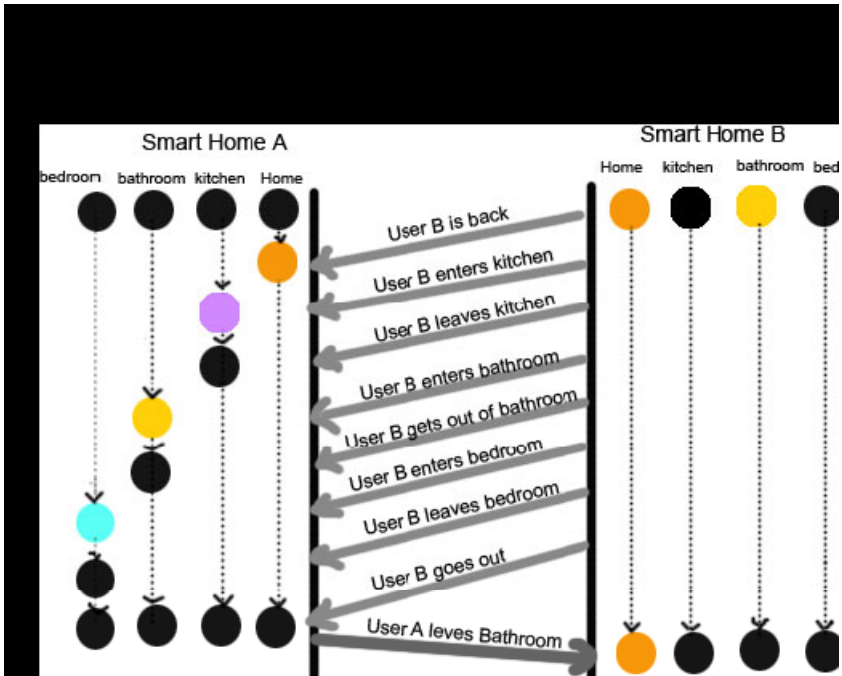 Smart Home A
Smart Home B
bedroom bathroom kitchen Home
Home kitchen bathroom bed
User B is back
User B enters kitchen
User B leaves kitchen
User B enters bathroom
User B gets out of bathroom
User B enters bedroom
User B leaves bedroom
User B goes out
User A leves Bathroom